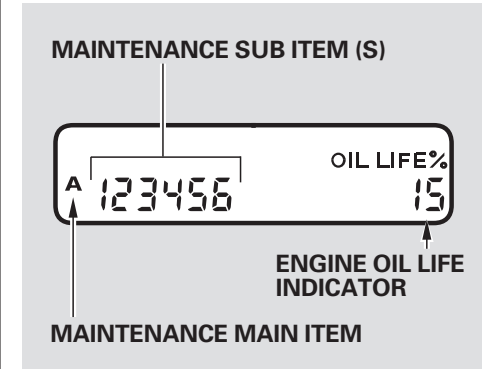 MAINTENANCE SUB ITEM (S)
OIL LIFE%
A 123456 15
ENGINE OIL LIFE
INDICATOR
MAINTENANCE MAIN ITEM